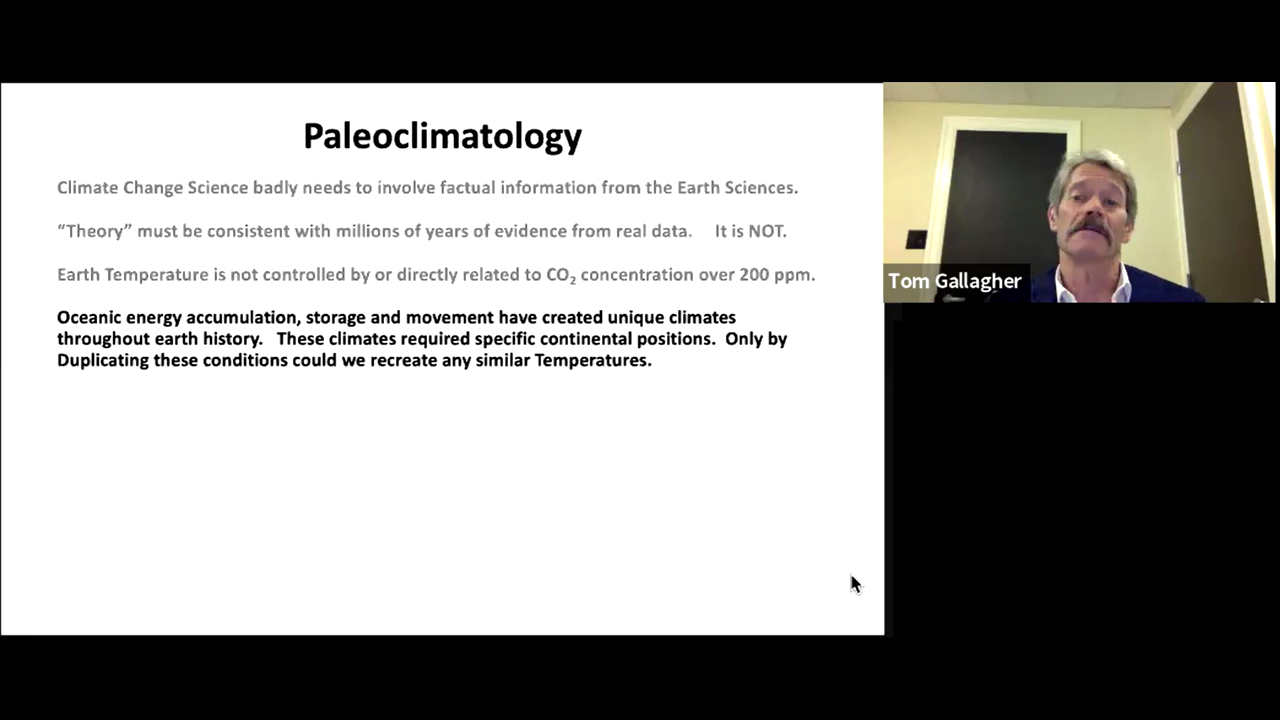 Paleoclimatology
Climate Change Science badly needs to involve factual information from the Earth Sciences.
“Theory” must be consistent with millions of years of evidence from real data. It is NOT.
Earth Temperature is not controlled by or directly related to CO₂ concentration over 200 ppm.
Oceanic energy accumulation, storage and movement have created unique climates
throughout earth history. These climates required specific continental positions. Only by
Duplicating these conditions could we recreate any similar Temperatures.
Tom Gallagher